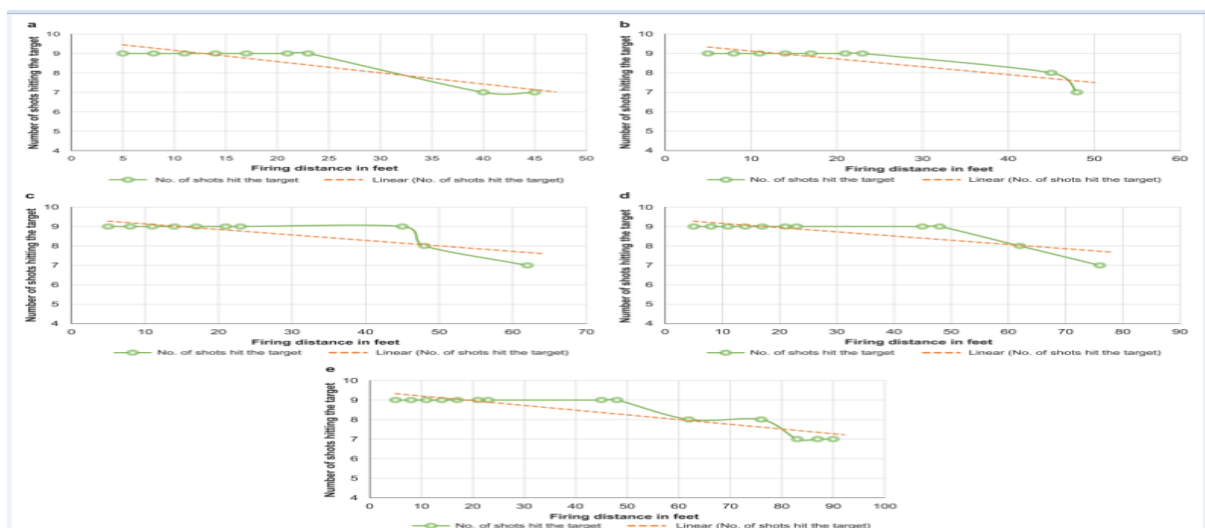 a
Number of shots hitting the target
10
9
8
7
6
5
4
0 5 10 15 20 25 30 35 40 45 50
Firing distance in feet
No. of shots hit the target Linear (No. of shots hit the target)
b
Number of shots hitting the target
10
9
8
7
6
5
4
0 10 20 30 40 50 60
Firing distance in feet
No. of shots hit the target Linear (No. of shots hit the target)
c
Number of shots hitting the target
10
9
8
7
6
5
4
0 10 20 30 40 50 60 70
Firing distance in feet
No. of shots hit the target Linear (No. of shots hit the target)
d
Number of shots hitting the target
10
9
8
7
6
5
4
0 10 20 30 40 50 60 70 80 90
Firing distance in feet
No. of shots hit the target Linear (No. of shots hit the target)
e
Number of shots hitting the target
10
9
8
7
6
5
4
0 10 20 30 40 50 60 70 80 90 100
Firing distance in feet
No. of shots hit the target Linear (No. of shots hit the target)